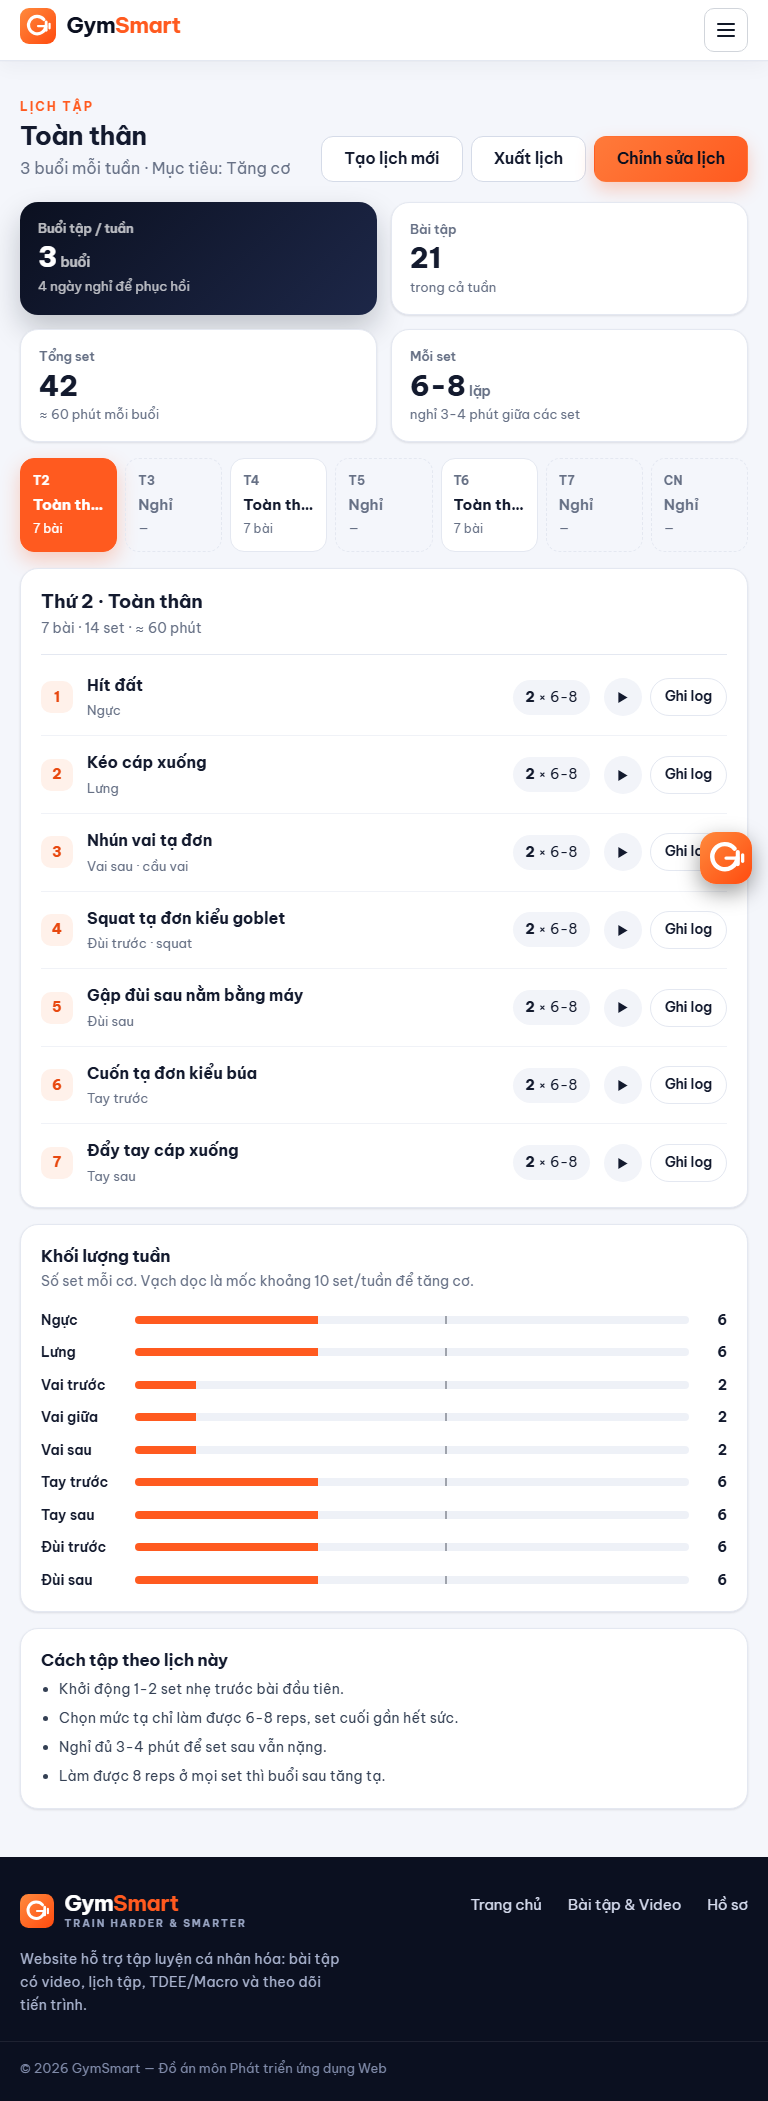 GymSmart
LỊCH TẬP
Toàn thân
3 buổi mỗi tuần · Mục tiêu: Tăng cơ
Tạo lịch mới
Xuất lịch
Chỉnh sửa lịch
Buổi tập / tuần
3 buổi
4 ngày nghỉ để phục hồi
Bài tập
21
trong cả tuần
Tổng set
42
≈ 60 phút mỗi buổi
Mỗi set
6-8 lặp
nghỉ 3-4 phút giữa các set
T2
Toàn th...
7 bài
T3
Nghỉ
–
T4
Toàn th...
7 bài
T5
Nghỉ
–
T6
Toàn th...
7 bài
T7
Nghỉ
–
CN
Nghỉ
–
Thứ 2 · Toàn thân
7 bài · 14 set · ≈ 60 phút
1
Hít đất
Ngực
2 × 6-8
Ghi log
2
Kéo cáp xuống
Lưng
2 × 6-8
Ghi log
3
Nhún vai tạ đơn
Vai sau · cầu vai
2 × 6-8
Ghi
4
Squat tạ đơn kiểu goblet
Đùi trước · squat
2 × 6-8
Ghi log
5
Gập đùi sau nằm bằng máy
Đùi sau
2 × 6-8
Ghi log
6
Cuốn tạ đơn kiểu búa
Tay trước
2 × 6-8
Ghi log
7
Đẩy tay cáp xuống
Tay sau
2 × 6-8
Ghi log
Khối lượng tuần
Số set mỗi cơ. Vạch dọc là mốc khoảng 10 set/tuần để tăng cơ.
Ngực 6
Lưng 6
Vai trước 2
Vai giữa 2
Vai sau 2
Tay trước 6
Tay sau 6
Đùi trước 6
Đùi sau 6
Cách tập theo lịch này
• Khởi động 1-2 set nhẹ trước bài đầu tiên.
• Chọn mức tạ chỉ làm được 6-8 reps, set cuối gần hết sức.
• Nghỉ đủ 3-4 phút để set sau vẫn nặng.
• Làm được 8 reps ở mọi set thì buổi sau tăng tạ.
GymSmart
TRAIN HARDER & SMARTER
Trang chủ
Bài tập & Video
Hồ sơ
Website hỗ trợ tập luyện cá nhân hóa: bài tập
có video, lịch tập, TDEE/Macro và theo dõi
tiến trình.
© 2026 GymSmart — Đồ án môn Phát triển ứng dụng Web